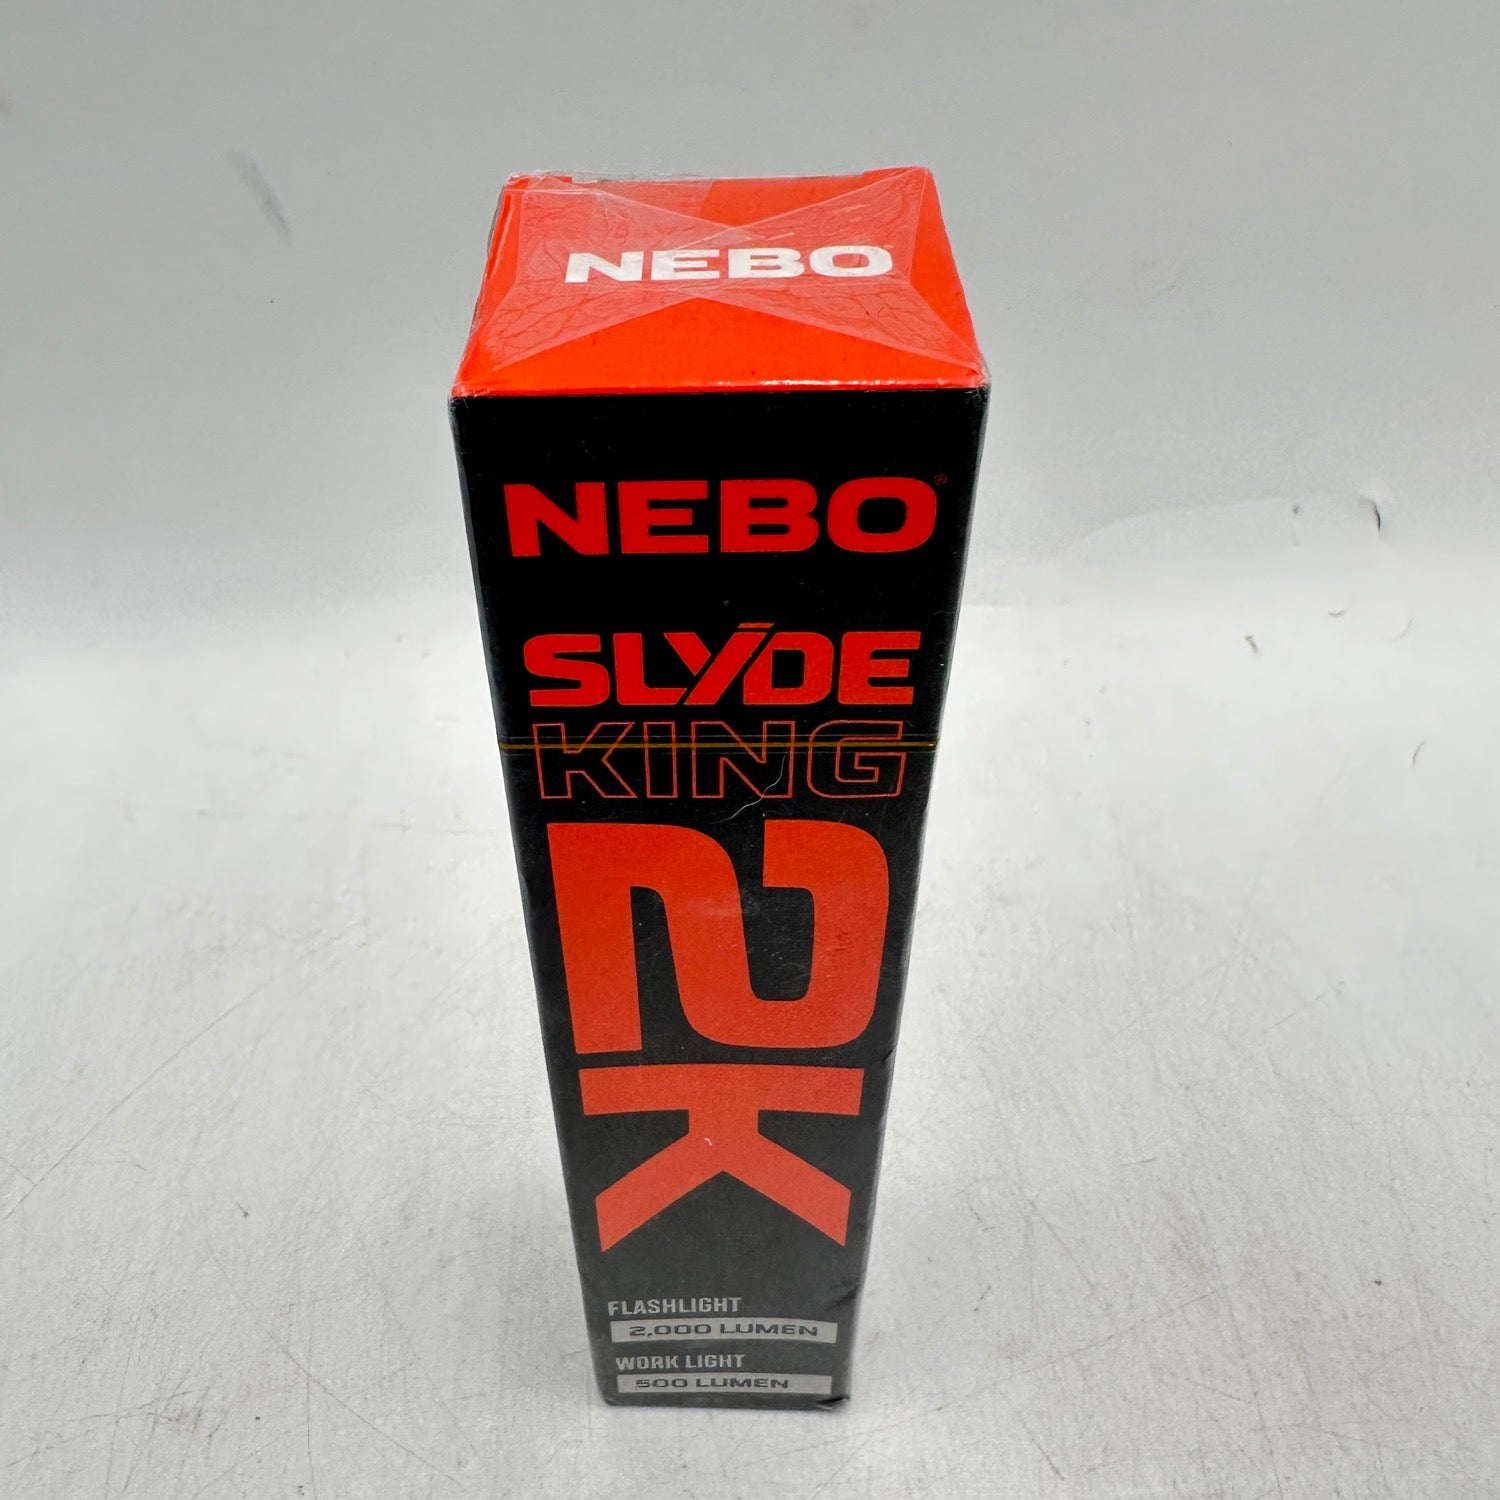 NEBO
NEBO®
SLYDE
KING
2K
FLASHLIGHT
2,000 LUMEN
WORK LIGHT
500 LUMEN